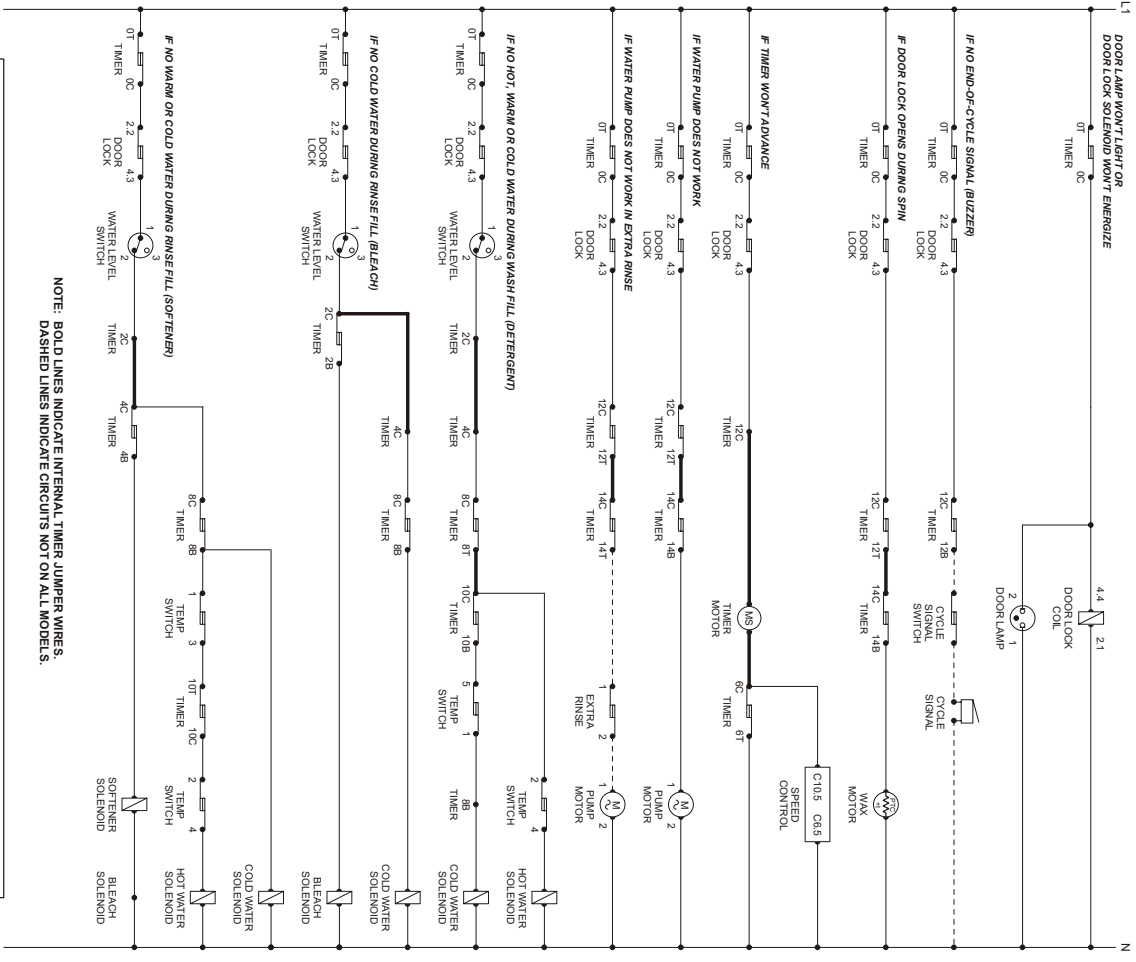 L1
N
DOOR LAMP WON'T LIGHT OR
DOOR LOCK SOLENOID WON'T ENERGIZE
0T
0C
TIMER
4.4
2.1
DOOR LOCK
COIL
2
1
DOOR LAMP
IF NO END-OF-CYCLE SIGNAL (BUZZER)
0T
0C
TIMER
2.2
4.3
DOOR
LOCK
12C
12B
TIMER
CYCLE
SIGNAL
SWITCH
CYCLE
SIGNAL
IF DOOR LOCK OPENS DURING SPIN
0T
0C
TIMER
2.2
4.3
DOOR
LOCK
12C
12T
TIMER
14C
14B
TIMER
PTC
WAX
MOTOR
C10.5 C6.5
SPEED
CONTROL
IF TIMER WON'T ADVANCE
0T
0C
TIMER
2.2
4.3
DOOR
LOCK
12C
TIMER
MS
TIMER
MOTOR
6C
6T
TIMER
IF WATER PUMP DOES NOT WORK
0T
0C
TIMER
2.2
4.3
DOOR
LOCK
12C
12T
TIMER
14C
14B
TIMER
1
M
2
PUMP
MOTOR
IF WATER PUMP DOES NOT WORK IN EXTRA RINSE
0T
0C
TIMER
2.2
4.3
DOOR
LOCK
12C
12T
TIMER
14C
14T
TIMER
1
2
EXTRA
RINSE
1
M
2
PUMP
MOTOR
IF NO HOT, WARM OR COLD WATER DURING WASH FILL (DETERGENT)
2
4
TEMP
SWITCH
HOT WATER
SOLENOID
0T
0C
TIMER
2.2
4.3
DOOR
LOCK
1
3
2
WATER LEVEL
SWITCH
2C
TIMER
4C
TIMER
8C
8T
TIMER
10C
10B
TIMER
5
1
TEMP
SWITCH
8B
TIMER
COLD WATER
SOLENOID
4C
TIMER
8C
8B
TIMER
COLD WATER
SOLENOID
IF NO COLD WATER DURING RINSE FILL (BLEACH)
0T
0C
TIMER
2.2
4.3
DOOR
LOCK
1
3
2
WATER LEVEL
SWITCH
2C
2B
TIMER
BLEACH
SOLENOID
COLD WATER
SOLENOID
8C
8B
TIMER
1
3
TEMP
SWITCH
10T
10C
TIMER
2
4
TEMP
SWITCH
HOT WATER
SOLENOID
IF NO WARM OR COLD WATER DURING RINSE FILL (SOFTENER)
0T
0C
TIMER
2.2
4.3
DOOR
LOCK
1
3
2
WATER LEVEL
SWITCH
2C
TIMER
4C
4B
TIMER
SOFTENER
SOLENOID
BLEACH
SOLENOID
NOTE: BOLD LINES INDICATE INTERNAL TIMER JUMPER WIRES.
DASHED LINES INDICATE CIRCUITS NOT ON ALL MODELS.